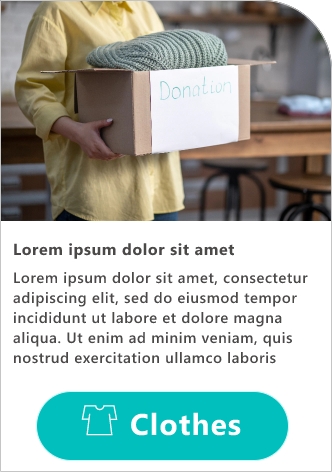 Donation
Lorem ipsum dolor sit amet
Lorem ipsum dolor sit amet, consectetur
adipiscing elit, sed do eiusmod tempor
incididunt ut labore et dolore magna
aliqua. Ut enim ad minim veniam, quis
nostrud exercitation ullamco laboris
Clothes